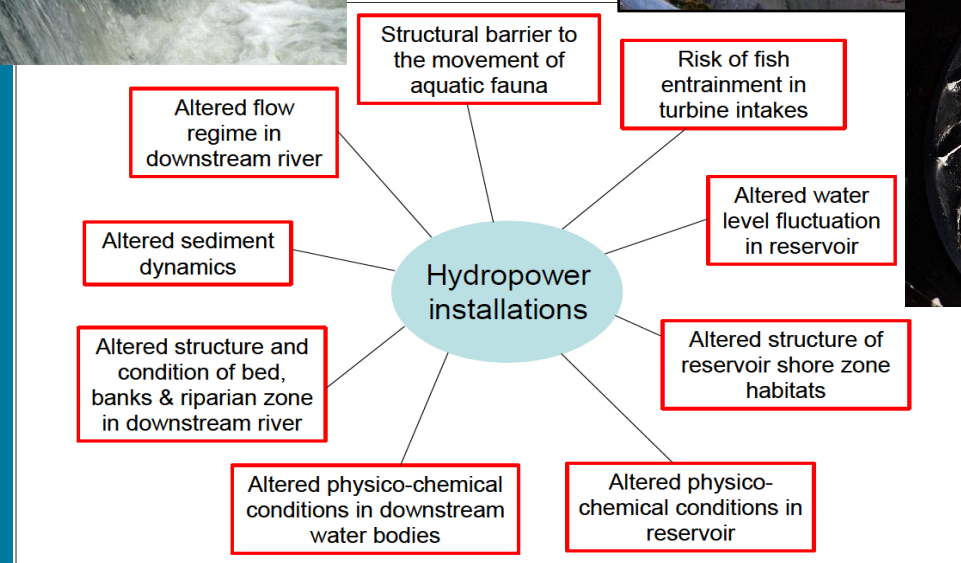 Structural barrier to
the movement of
aquatic fauna
Risk of fish
entrainment in
turbine intakes
Altered flow
regime in
downstream river
Altered water
level fluctuation
in reservoir
Altered sediment
dynamics
Hydropower
installations
Altered structure and
condition of bed,
banks & riparian zone
in downstream river
Altered structure of
reservoir shore zone
habitats
Altered physico-chemical
conditions in downstream
water bodies
Altered physico-
chemical conditions in
reservoir